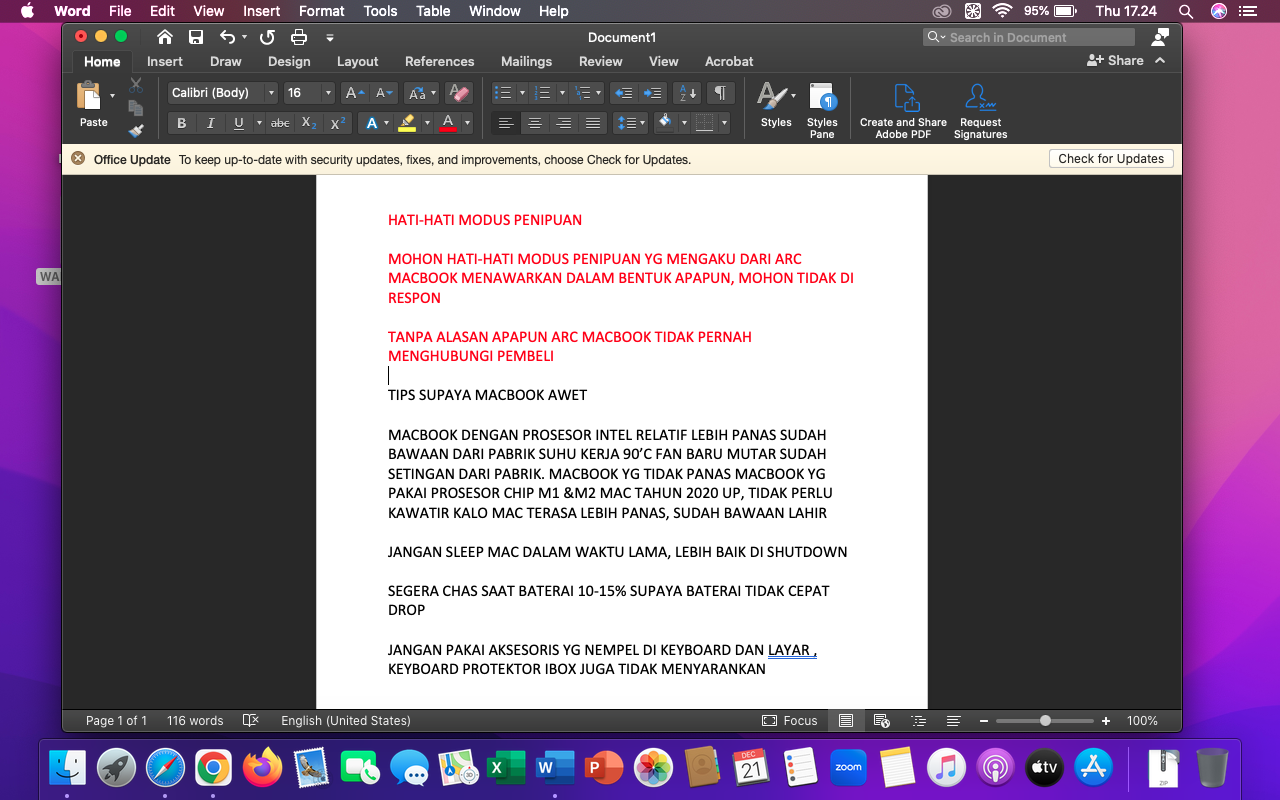 Word File Edit View Insert Format Tools Table Window Help 95% Thu 17.24
Document1 Search in Document
Home Insert Draw Design Layout References Mailings Review View Acrobat Share
Calibri (Body) 16
Paste Styles Styles Pane Create and Share Adobe PDF Request Signatures
B I U abc X2 X2 A A
Office Update To keep up-to-date with security updates, fixes, and improvements, choose Check for Updates. Check for Updates
HATI-HATI MODUS PENIPUAN
MOHON HATI-HATI MODUS PENIPUAN YG MENGAKU DARI ARC
WA
MACBOOK MENAWARKAN DALAM BENTUK APAPUN, MOHON TIDAK DI
RESPON
TANPA ALASAN APAPUN ARC MACBOOK TIDAK PERNAH
MENGHUBUNGI PEMBELI
TIPS SUPAYA MACBOOK AWET
MACBOOK DENGAN PROSESOR INTEL RELATIF LEBIH PANAS SUDAH
BAWAAN DARI PABRIK SUHU KERJA 90’C FAN BARU MUTAR SUDAH
SETINGAN DARI PABRIK. MACBOOK YG TIDAK PANAS MACBOOK YG
PAKAI PROSESOR CHIP M1 &M2 MAC TAHUN 2020 UP, TIDAK PERLU
KAWATIR KALO MAC TERASA LEBIH PANAS, SUDAH BAWAAN LAHIR
JANGAN SLEEP MAC DALAM WAKTU LAMA, LEBIH BAIK DI SHUTDOWN
SEGERA CHAS SAAT BATERAI 10-15% SUPAYA BATERAI TIDAK CEPAT
DROP
JANGAN PAKAI AKSESORIS YG NEMPEL DI KEYBOARD DAN LAYAR ,
KEYBOARD PROTEKTOR IBOX JUGA TIDAK MENYARANKAN
Page 1 of 1 116 words English (United States) Focus 100%
DEC
21
zoom
tv
ZIP